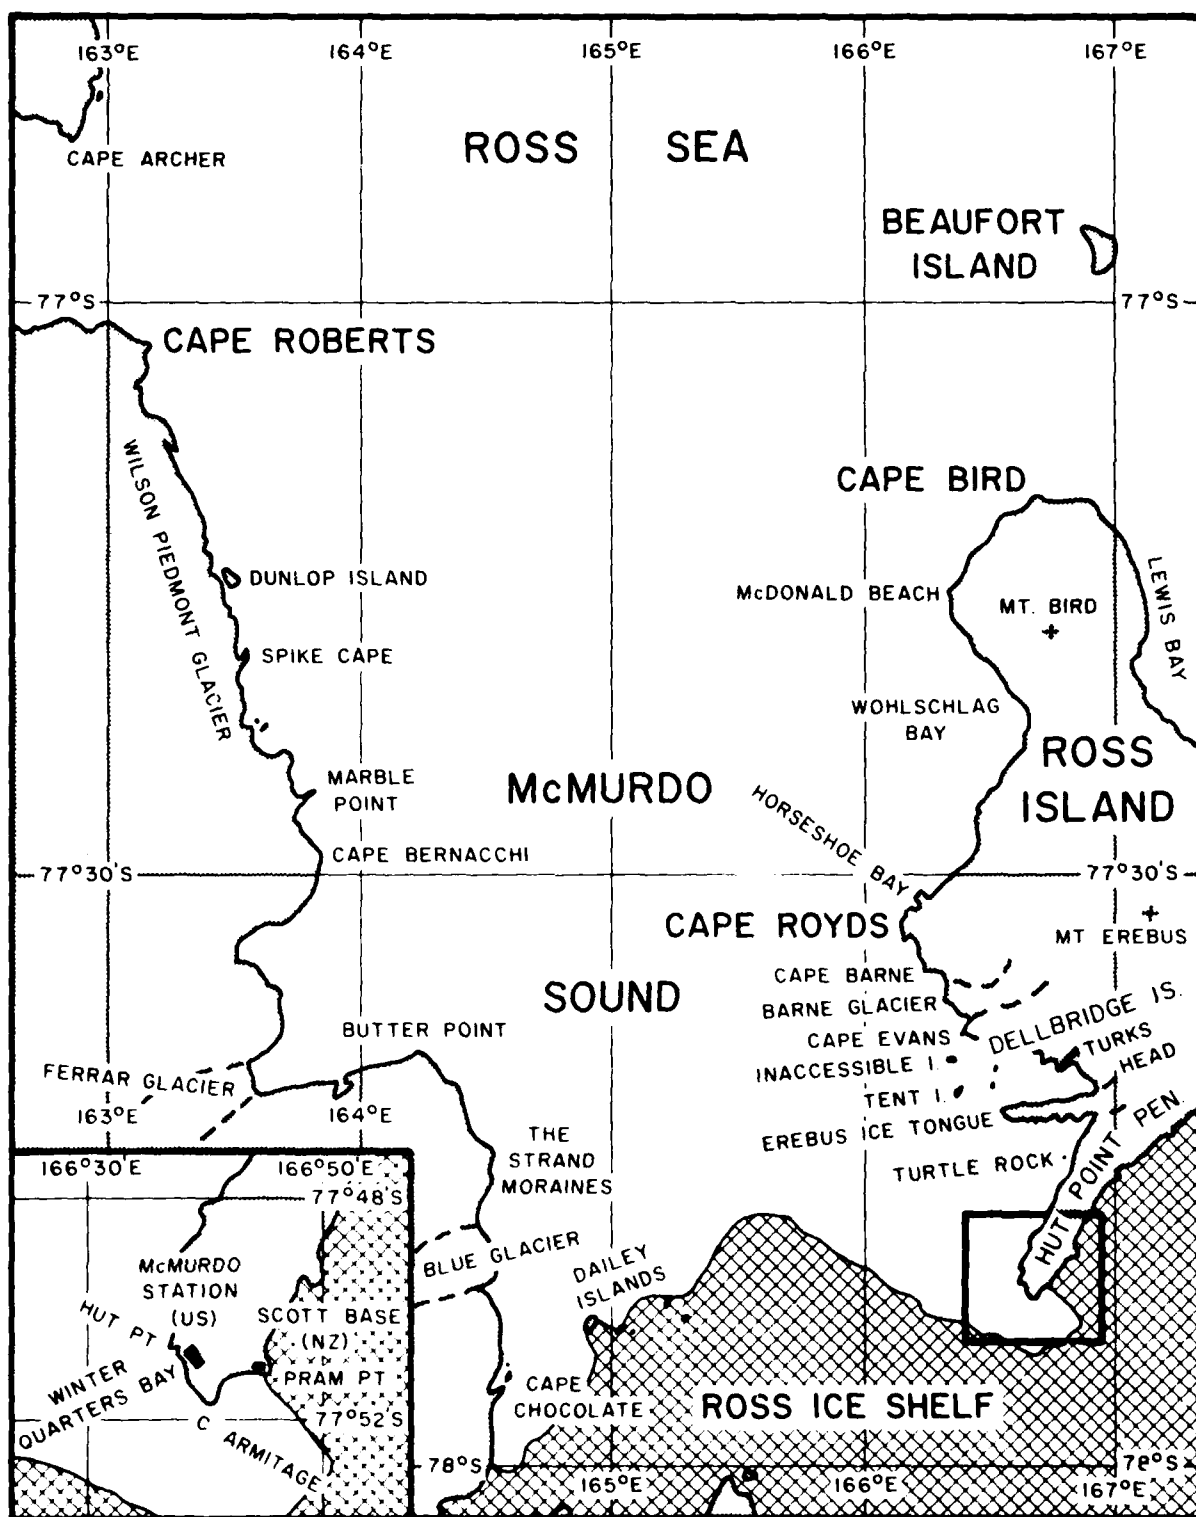 163°E 164°E 165°E 166°E 167°E
CAPE ARCHER
ROSS SEA
BEAUFORT
ISLAND
77°S 77°S
CAPE ROBERTS
WILSON PIEDMONT GLACIER
CAPE BIRD
DUNLOP ISLAND
McDONALD BEACH
MT. BIRD
LEWIS BAY
SPIKE CAPE
WOHLSCHLAG
BAY
ROSS
ISLAND
MARBLE
POINT
McMURDO
HORSESHOE BAY
CAPE BERNACCHI
77°30'S 77°30'S
CAPE ROYDS
MT EREBUS
CAPE BARNE
SOUND
BARNE GLACIER
DELLBRIDGE IS.
BUTTER POINT
CAPE EVANS
TURKS
HEAD
INACCESSIBLE I.
FERRAR GLACIER
TENT I.
163°E 164°E
EREBUS ICE TONGUE
HUT POINT PEN.
THE
STRAND
MORAINES
TURTLE ROCK
166°30'E 166°50'E
77°48'S
BLUE GLACIER
DAILEY
ISLANDS
McMURDO
STATION
(US)
HUT PT
SCOTT BASE
(NZ)
PRAM PT
WINTER
QUARTERS BAY
C ARMITAGE
77°52'S
CAPE
CHOCOLATE
ROSS ICE SHELF
78°S 78°S
165°E 166°E 167°E